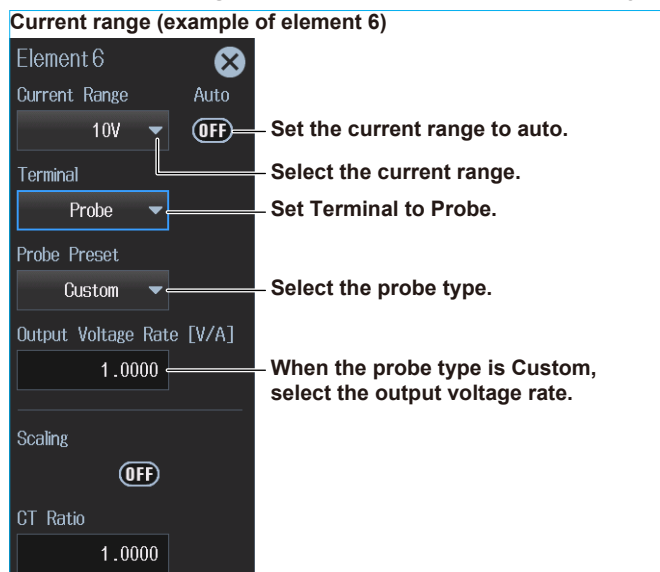 Current range (example of element 6)
Element 6
Current Range Auto
10V OFF Set the current range to auto.
Select the current range.
Terminal
Probe Set Terminal to Probe.
Probe Preset
Custom Select the probe type.
Output Voltage Rate [V/A]
1.0000 When the probe type is Custom,
select the output voltage rate.
Scaling
OFF
CT Ratio
1.0000